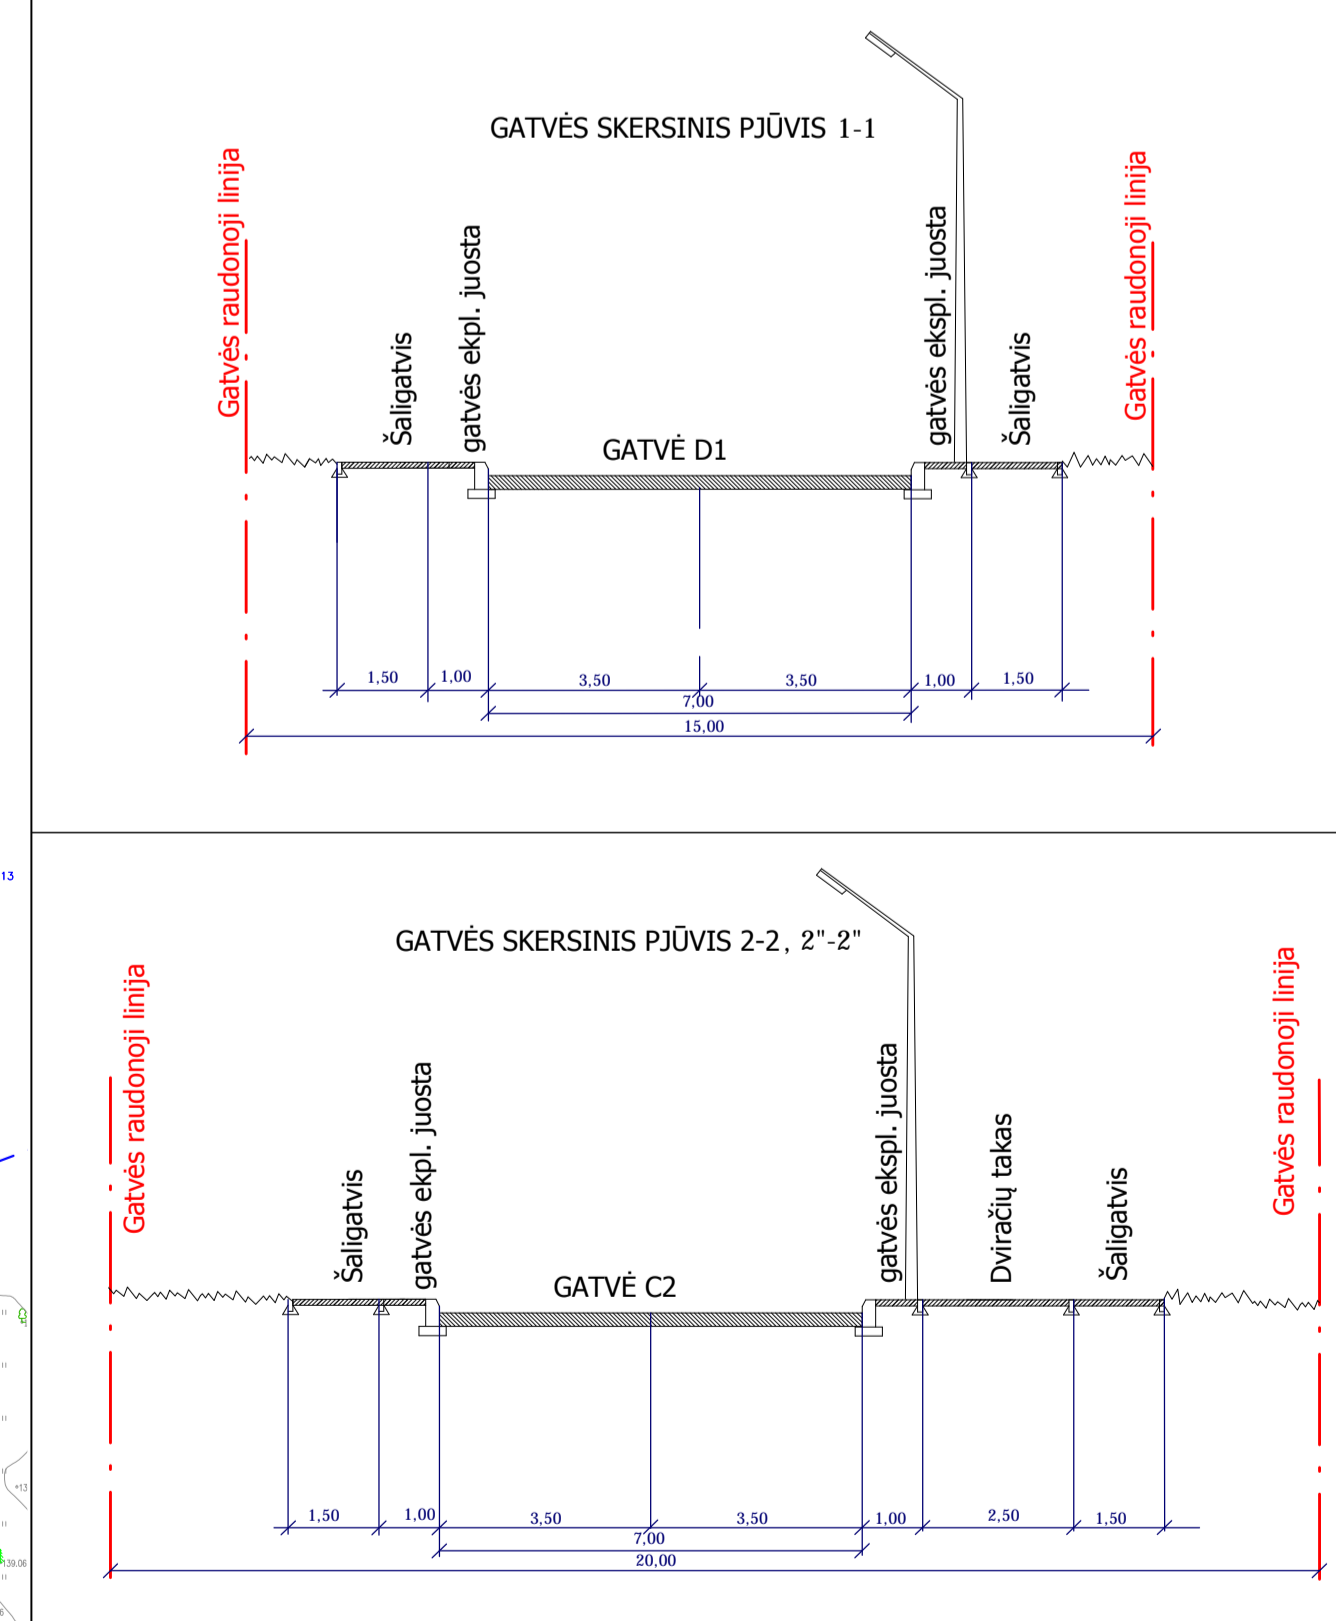 GATVĖS SKERSINIS PJŪVIS 1-1
Gatvės raudonoji linija
Šaligatvis
gatvės ekpl. juosta
GATVĖ D1
gatvės ekspl. juosta
Šaligatvis
Gatvės raudonoji linija
1,50
1,00
3,50
3,50
1,00
1,50
7,00
15,00
13
GATVĖS SKERSINIS PJŪVIS 2-2, 2"-2"
Gatvės raudonoji linija
Šaligatvis
gatvės ekpl. juosta
GATVĖ C2
gatvės ekspl. juosta
Dviračių takas
Šaligatvis
Gatvės raudonoji linija
1,50
1,00
3,50
3,50
1,00
2,50
1,50
7,00
20,00
139.06